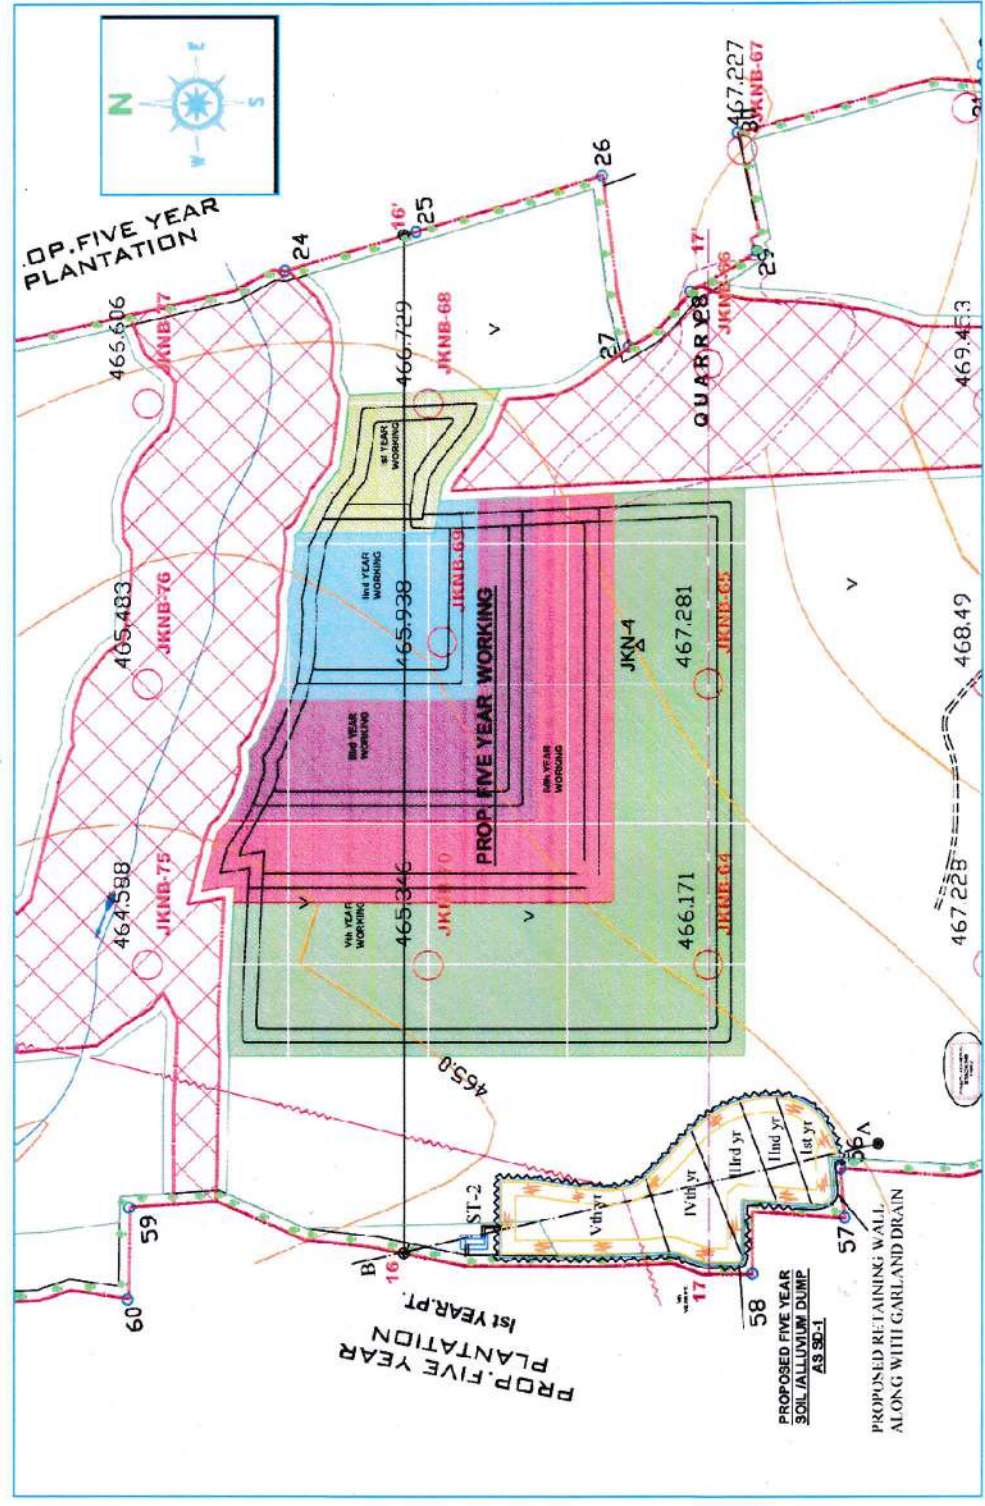 N
W
E
S
.OP.FIVE YEAR
PLANTATION
24
16'
25
26
27
QUARRY
28
17'
29
30
467.227
JKNB-67
465.606
JKNB-77
466.729
JKNB-68
JKNB-66
469.453
st YEAR
WORKING
IInd YEAR
WORKING
465.483
JKNB-76
465.938
JKNB-69
JKN-4
467.281
JKNB-65
468.49
PROP. FIVE YEAR WORKING
IIIrd YEAR
WORKING
IVth YEAR
WORKING
464.588
JKNB-75
Vth YEAR
WORKING
465.346
JKNB-70
466.171
JKNB-64
467.228
465.0
59
60
B
16
ST-2
Vth yr
IVth yr
IIIrd yr
IInd yr
Ist yr
56
A
57
58
17
Ist YEAR.PT.
PROP.FIVE YEAR
PLANTATION
PROPOSED FIVE YEAR
SOIL /ALLUVIUM DUMP
AS SD-1
PROPOSED RETAINING WALL
ALONG WITH GARLAND DRAIN